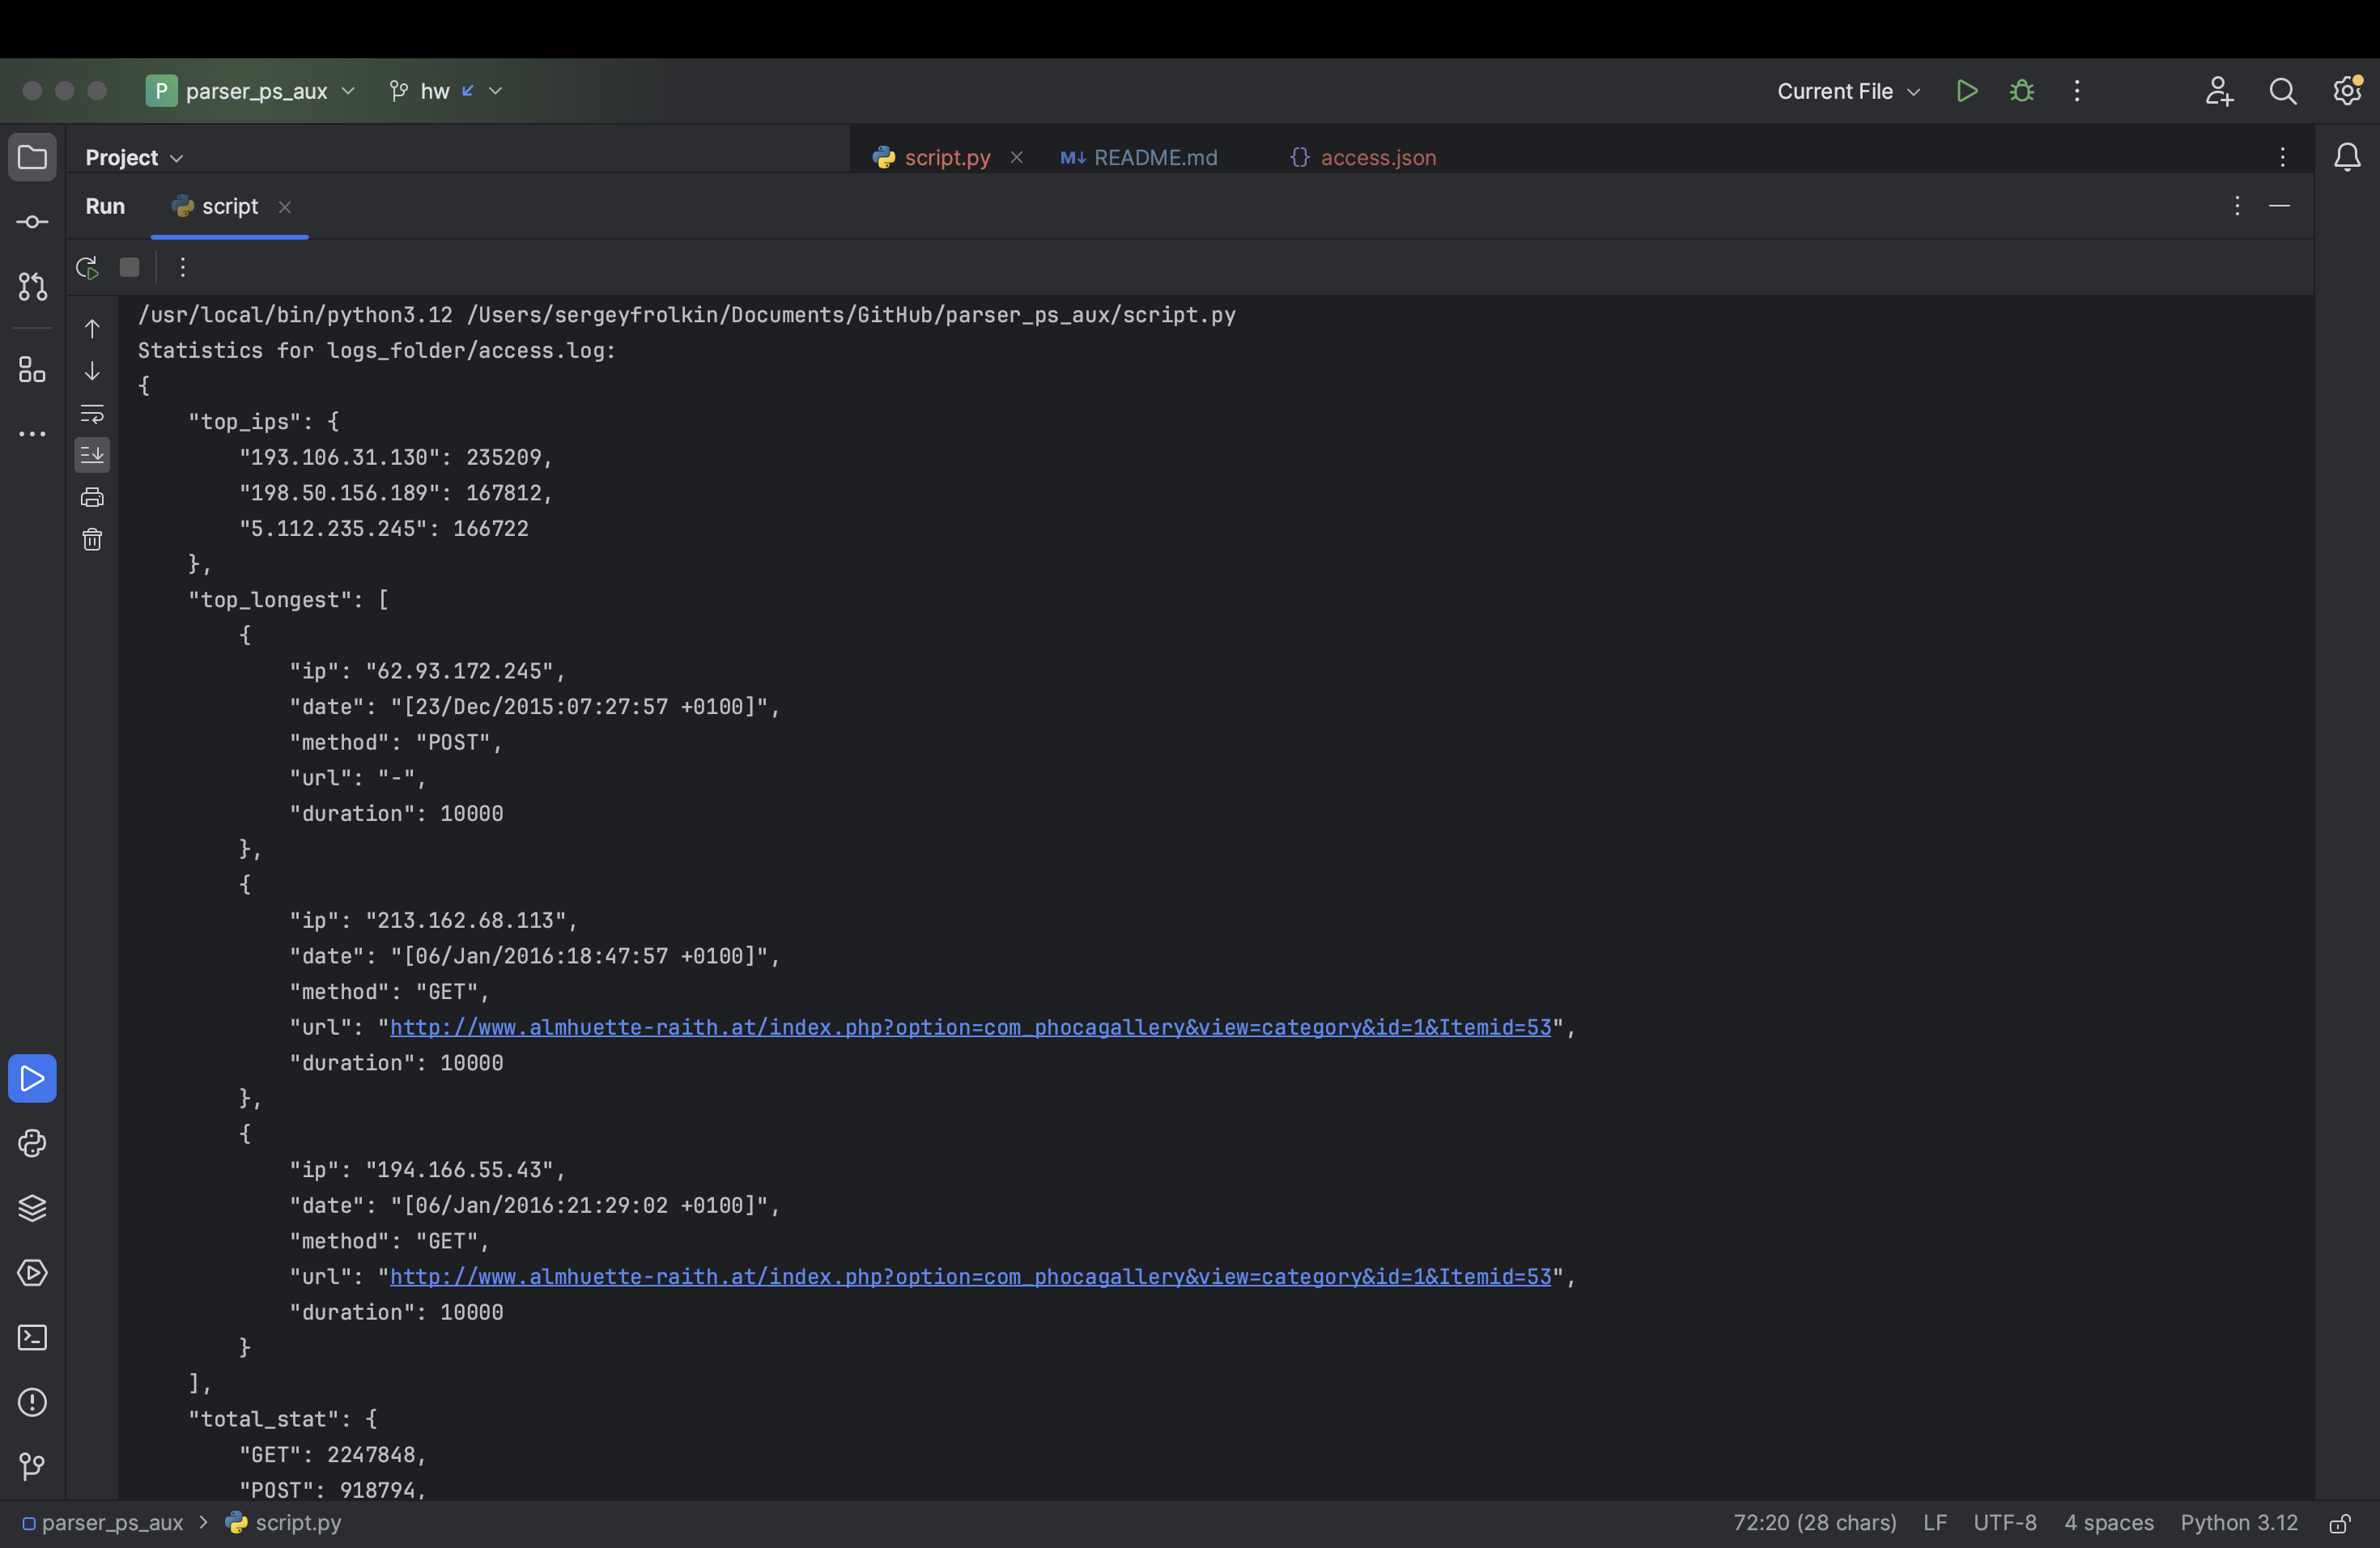 P parser_ps_aux hw Current File
Project script.py M↓ README.md {} access.json
Run script
/usr/local/bin/python3.12 /Users/sergeyfrolkin/Documents/GitHub/parser_ps_aux/script.py
Statistics for logs_folder/access.log:
{
    "top_ips": {
        "193.106.31.130": 235209,
        "198.50.156.189": 167812,
        "5.112.235.245": 166722
    },
    "top_longest": [
        {
            "ip": "62.93.172.245",
            "date": "[23/Dec/2015:07:27:57 +0100]",
            "method": "POST",
            "url": "-",
            "duration": 10000
        },
        {
            "ip": "213.162.68.113",
            "date": "[06/Jan/2016:18:47:57 +0100]",
            "method": "GET",
            "url": "http://www.almhuette-raith.at/index.php?option=com_phocagallery&view=category&id=1&Itemid=53",
            "duration": 10000
        },
        {
            "ip": "194.166.55.43",
            "date": "[06/Jan/2016:21:29:02 +0100]",
            "method": "GET",
            "url": "http://www.almhuette-raith.at/index.php?option=com_phocagallery&view=category&id=1&Itemid=53",
            "duration": 10000
        }
    ],
    "total_stat": {
        "GET": 2247848,
        "POST": 918794,
parser_ps_aux > script.py 72:20 (28 chars) LF UTF-8 4 spaces Python 3.12